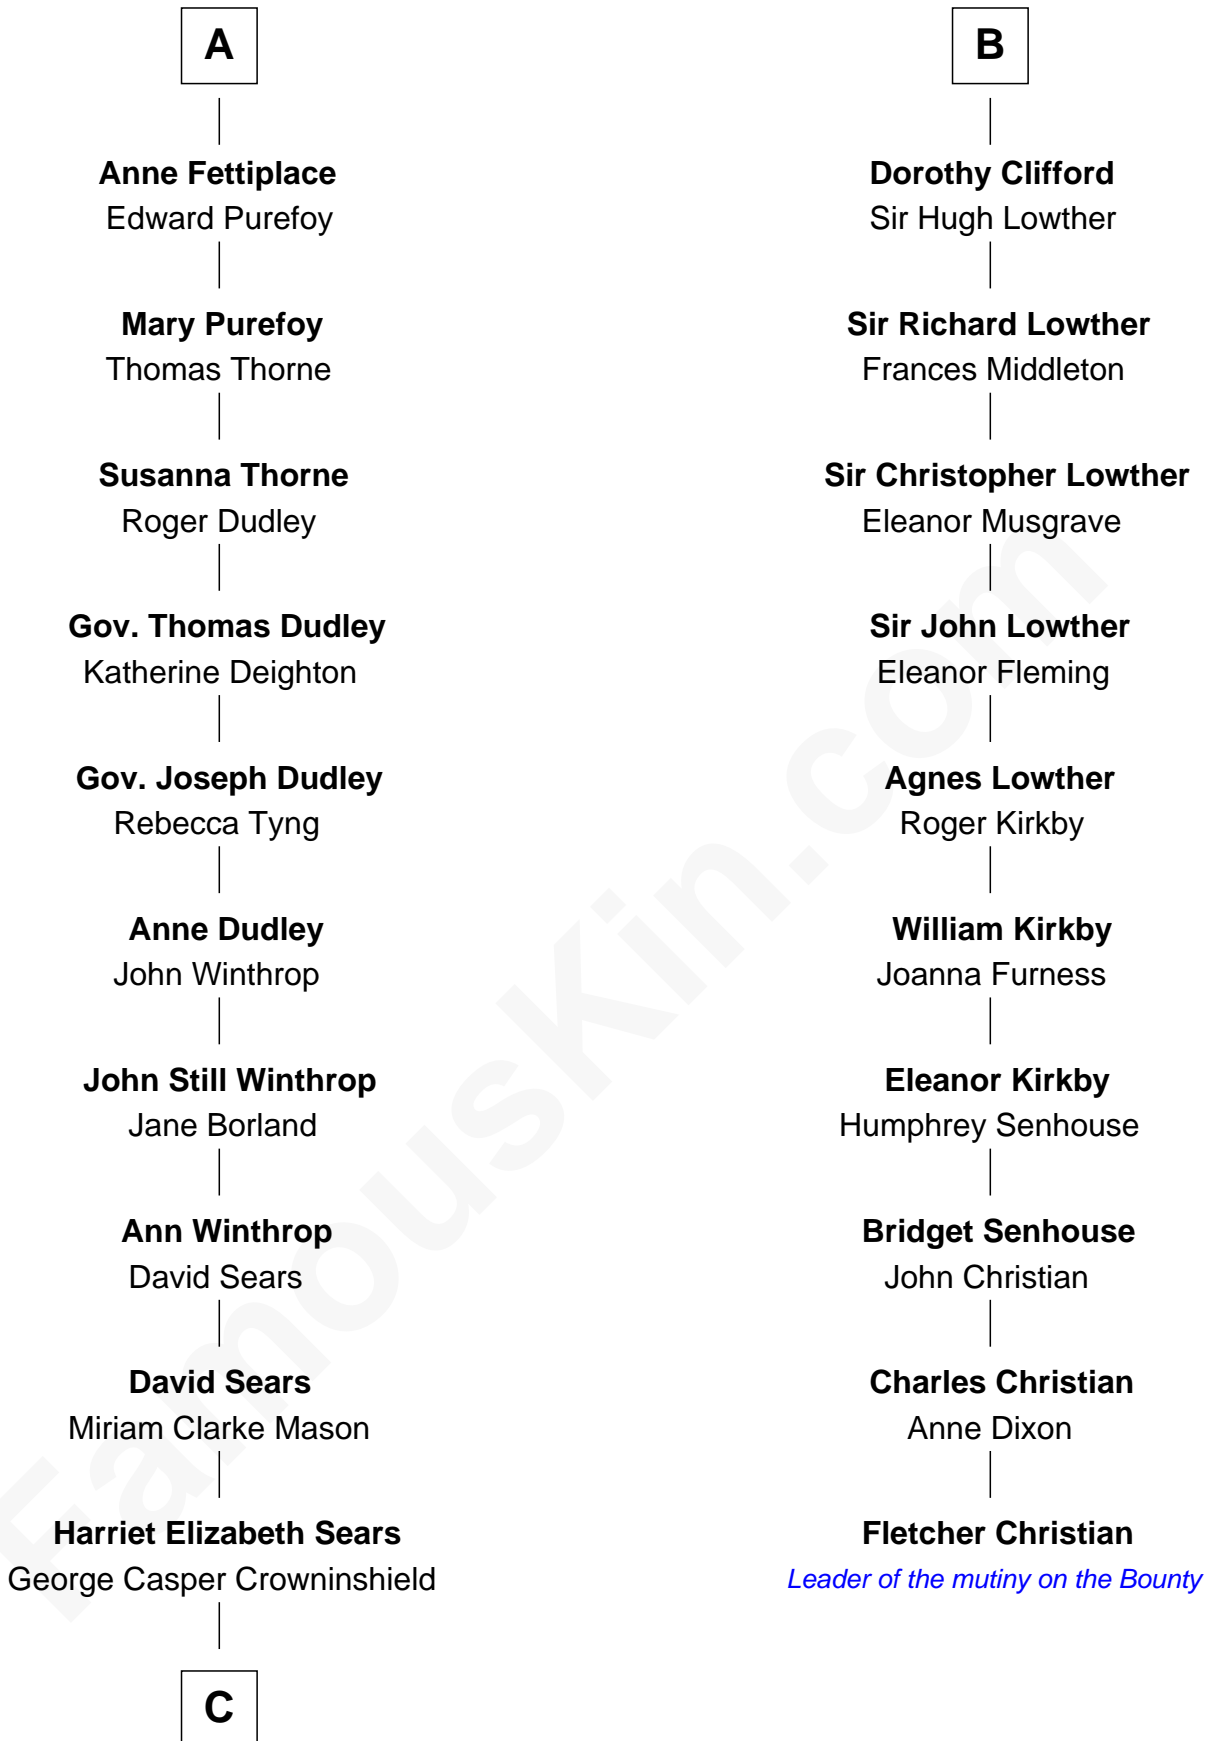 A
Anne Fettiplace
Edward Purefoy
Mary Purefoy
Thomas Thorne
Susanna Thorne
Roger Dudley
Gov. Thomas Dudley
Katherine Deighton
Gov. Joseph Dudley
Rebecca Tyng
Anne Dudley
John Winthrop
John Still Winthrop
Jane Borland
Ann Winthrop
David Sears
David Sears
Miriam Clarke Mason
Harriet Elizabeth Sears
George Casper Crowninshield
C
B
Dorothy Clifford
Sir Hugh Lowther
Sir Richard Lowther
Frances Middleton
Sir Christopher Lowther
Eleanor Musgrave
Sir John Lowther
Eleanor Fleming
Agnes Lowther
Roger Kirkby
William Kirkby
Joanna Furness
Eleanor Kirkby
Humphrey Senhouse
Bridget Senhouse
John Christian
Charles Christian
Anne Dixon
Fletcher Christian
Leader of the mutiny on the Bounty
FamousKin.com